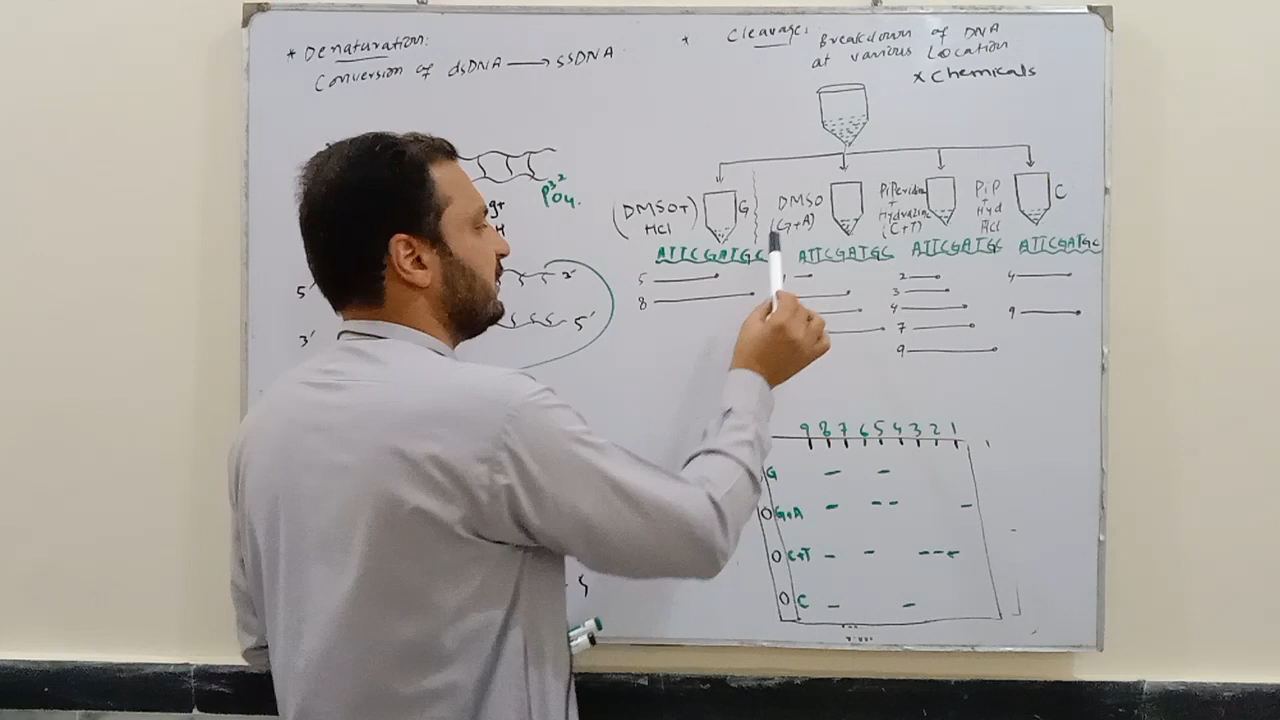 * Denaturation:
Conversion of dsDNA → ssDNA
* Cleavage: Breakdown of DNA
at various Location
x Chemicals
P³²
O4.
5'
3'
3'
5'
(DMSO+)
HCl
G
DMSO
(G+A)
Piperidine
+
Hydrazine
(C+T)
PiP
+
Hyd
HCl
C
ATTCGATGC
ATTCGATGC
ATTCGATGC
ATTCGATGC
5
8
1
2
3
4
7
9
4
9
9 8 7 6 5 4 3 2 1
G
G+A
C+T
C